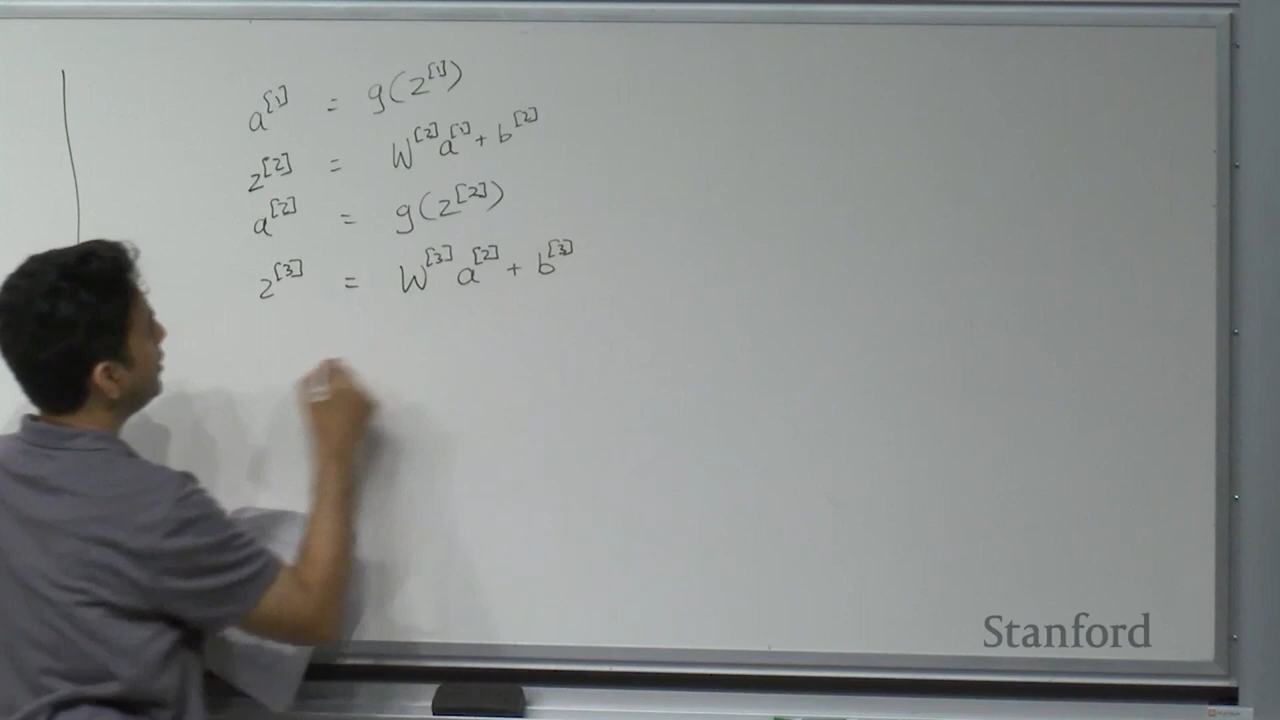 a^[1] = g(z^[1])
z^[2] = W^[2] a^[1] + b^[2]
a^[2] = g(z^[2])
z^[3] = W^[3] a^[2] + b^[3]
Stanford